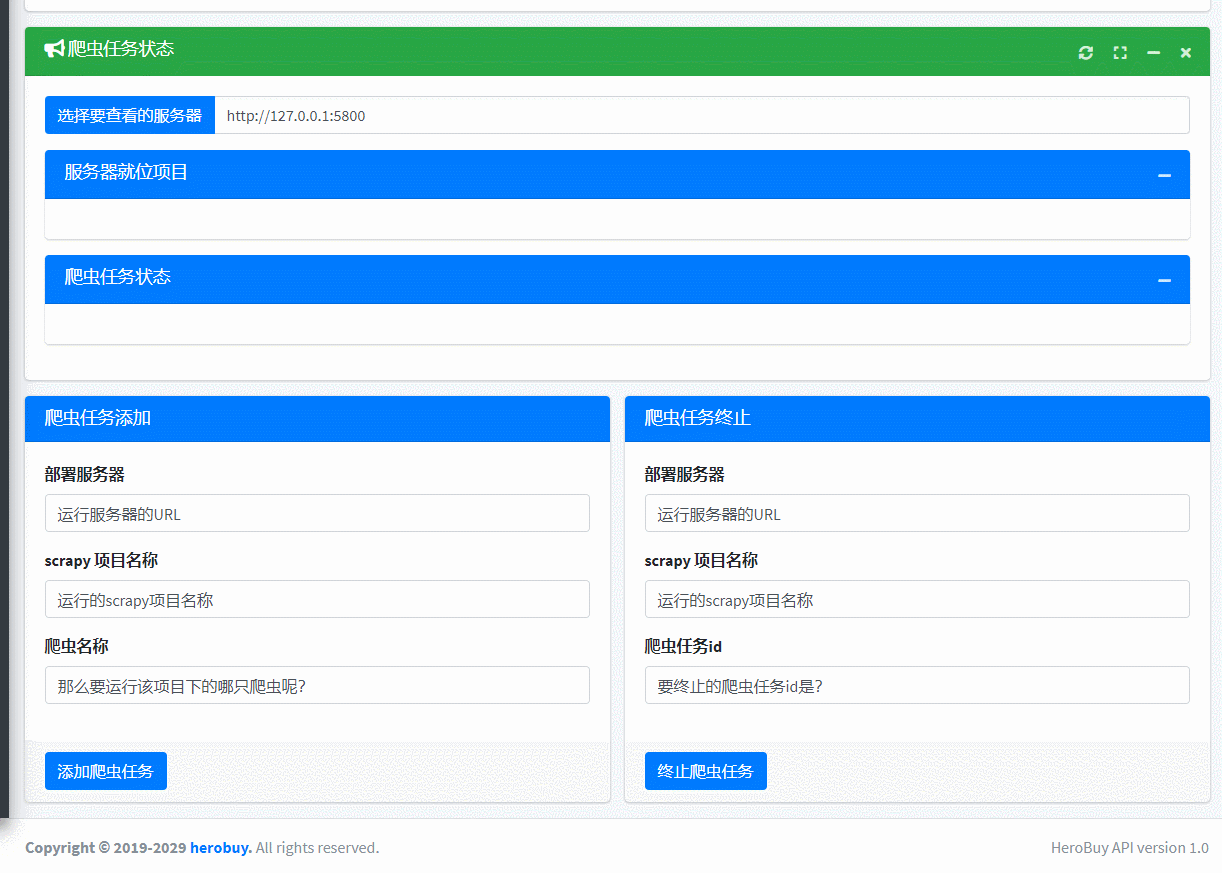 爬虫任务状态
选择要查看的服务器 http://127.0.0.1:5800
服务器就位项目
爬虫任务状态
爬虫任务添加
部署服务器
运行服务器的URL
scrapy 项目名称
运行的scrapy项目名称
爬虫名称
那么要运行该项目下的哪只爬虫呢?
添加爬虫任务
爬虫任务终止
部署服务器
运行服务器的URL
scrapy 项目名称
运行的scrapy项目名称
爬虫任务id
要终止的爬虫任务id是?
终止爬虫任务
Copyright © 2019-2029 herobuy. All rights reserved.
HeroBuy API version 1.0